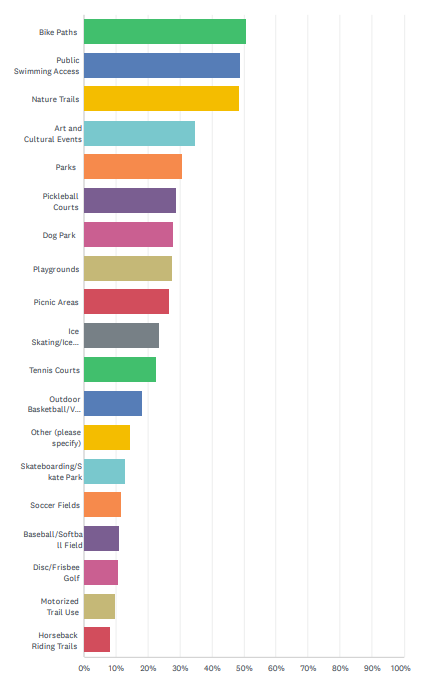 Bike Paths
Public
Swimming Access
Nature Trails
Art and
Cultural Events
Parks
Pickleball
Courts
Dog Park
Playgrounds
Picnic Areas
Ice
Skating/Ice...
Tennis Courts
Outdoor
Basketball/V...
Other (please
specify)
Skateboarding/S
kate Park
Soccer Fields
Baseball/Softba
ll Field
Disc/Frisbee
Golf
Motorized
Trail Use
Horseback
Riding Trails
0% 10% 20% 30% 40% 50% 60% 70% 80% 90% 100%